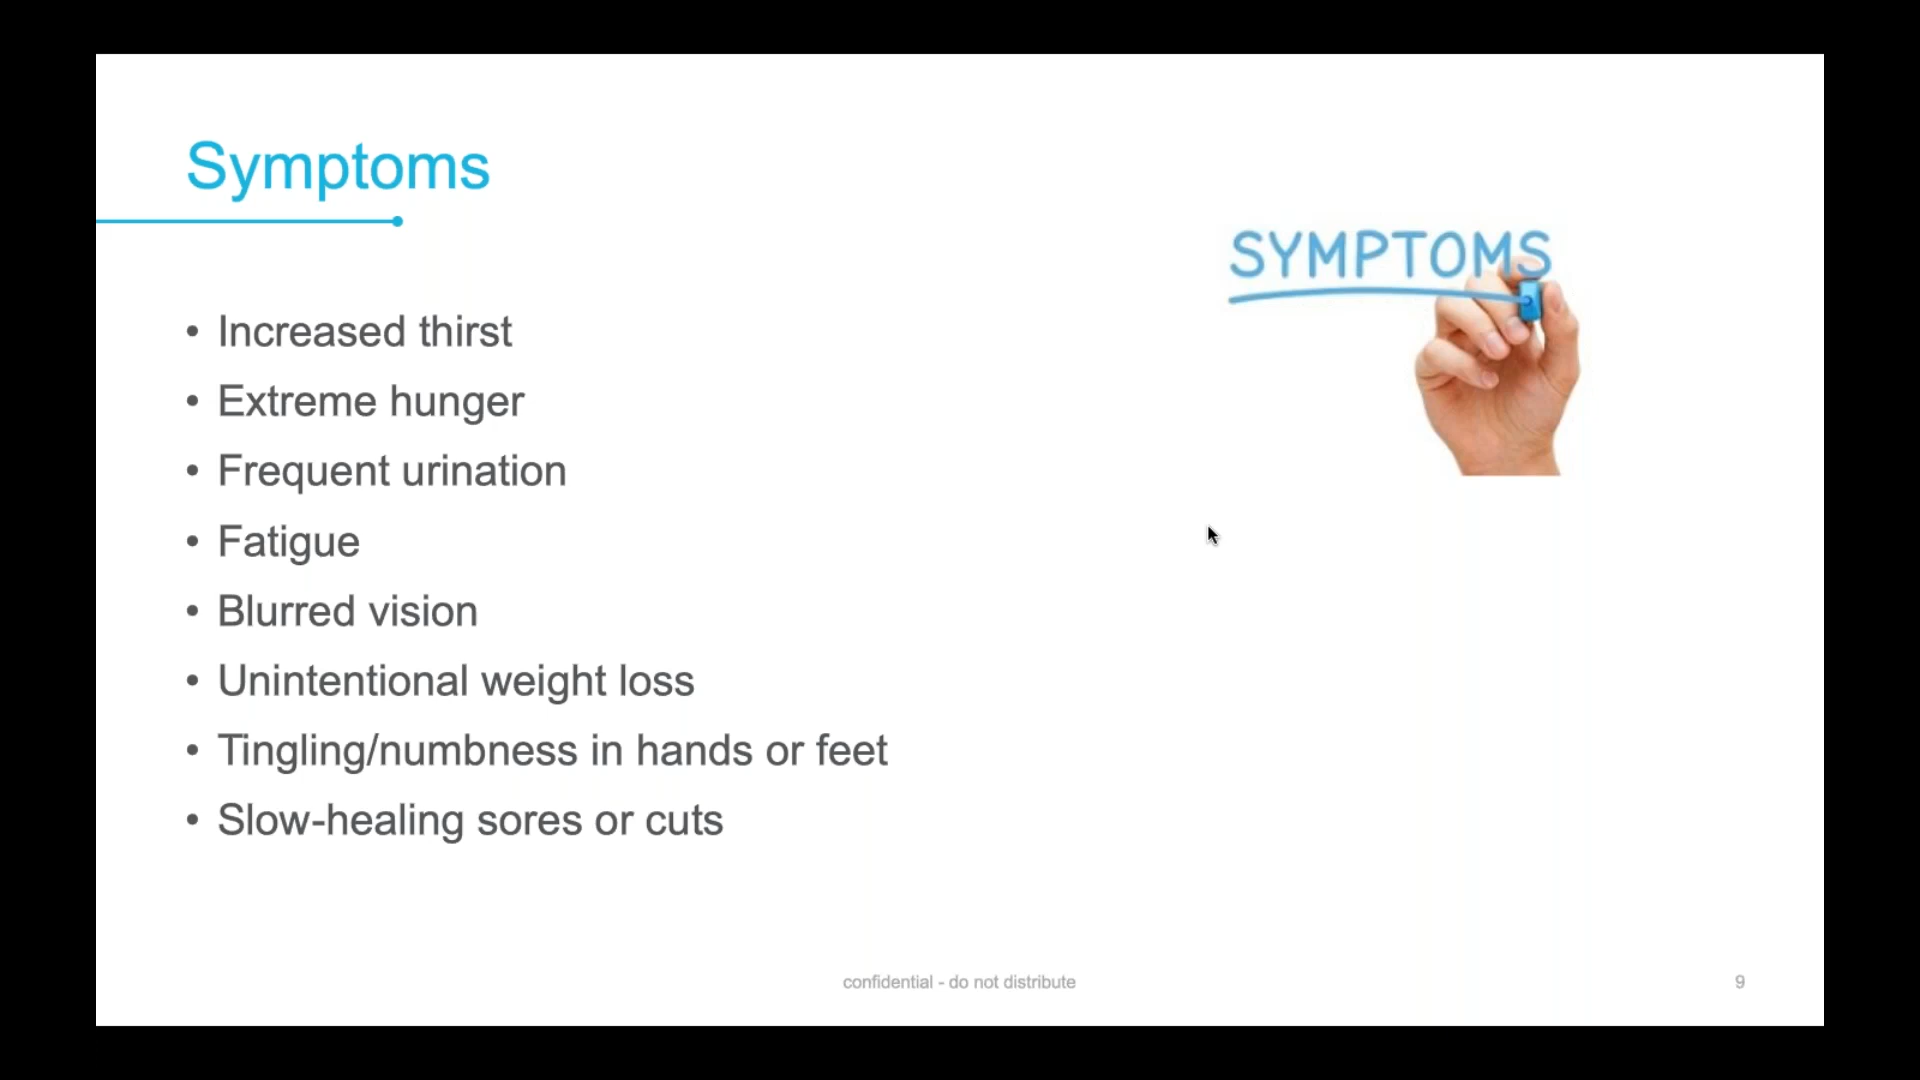 Symptoms
SYMPTOMS
• Increased thirst
• Extreme hunger
• Frequent urination
• Fatigue
• Blurred vision
• Unintentional weight loss
• Tingling/numbness in hands or feet
• Slow-healing sores or cuts
confidential - do not distribute
9